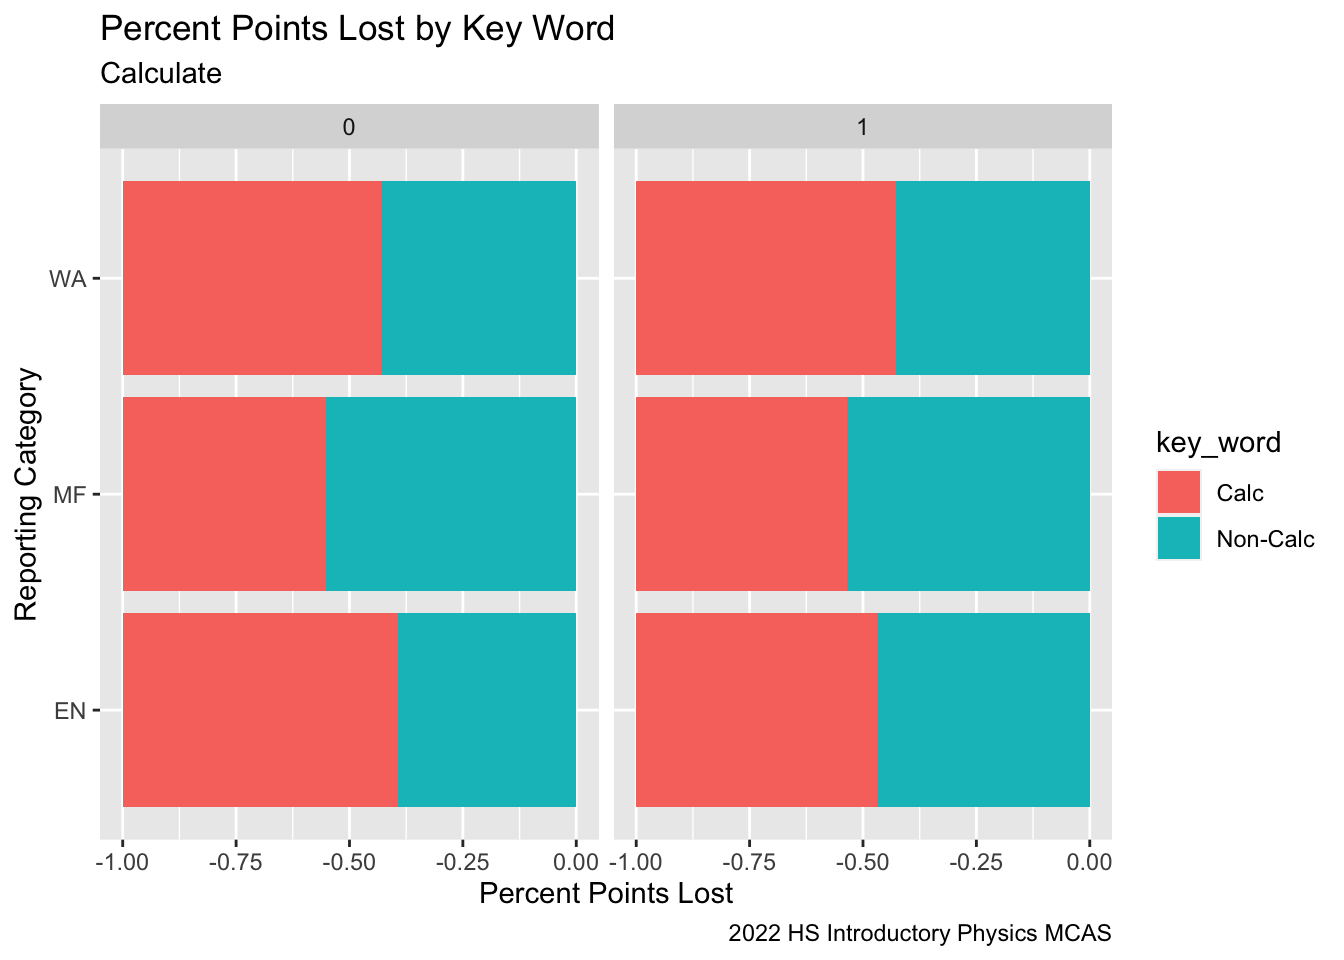 Percent Points Lost by Key Word
Calculate
0 1
WA
MF
EN
Reporting Category
-1.00 -0.75 -0.50 -0.25 0.00 -1.00 -0.75 -0.50 -0.25 0.00
Percent Points Lost
key_word
Calc
Non-Calc
2022 HS Introductory Physics MCAS